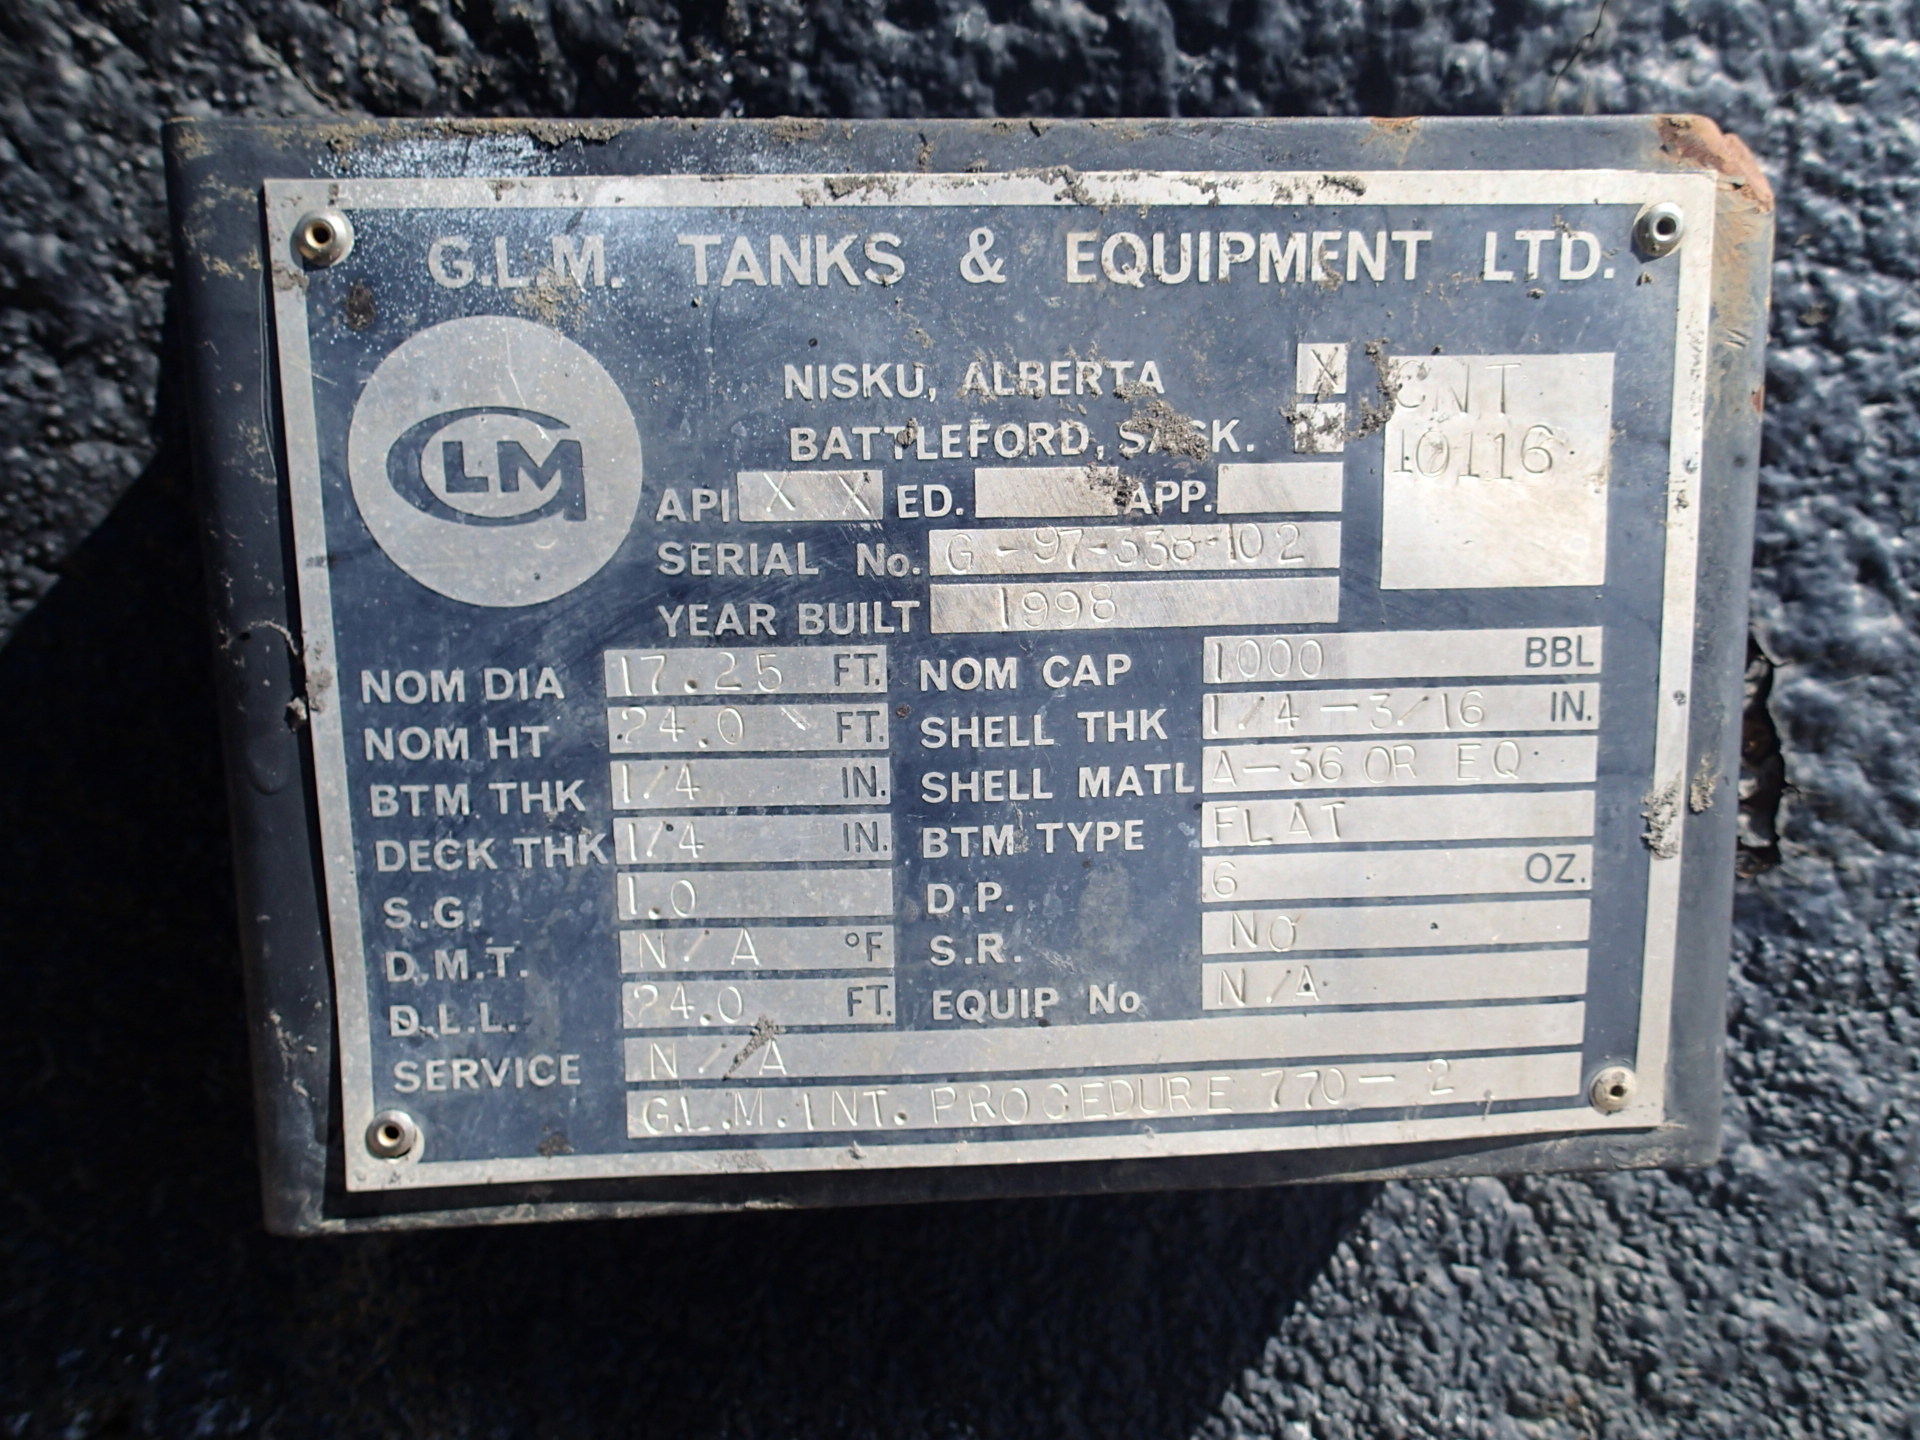 G.L.M. TANKS & EQUIPMENT LTD.
GLM
NISKU, ALBERTA X
BATTLEFORD, SASK.
CNT
10116
API X X ED. APP.
SERIAL No. G-97-338-102
YEAR BUILT 1998
NOM DIA 17.25 FT. NOM CAP 1000 BBL
NOM HT 24.0 FT. SHELL THK 1/4-3/16 IN.
BTM THK 1/4 IN. SHELL MATL A-36 OR EQ
DECK THK 1/4 IN. BTM TYPE FLAT
S.G. 1.0 D.P. 6 OZ.
D.M.T. N/A °F S.R. NO
D.L.L. 24.0 FT. EQUIP No N/A
SERVICE N/A
G.L.M. INT. PROCEDURE 770-2